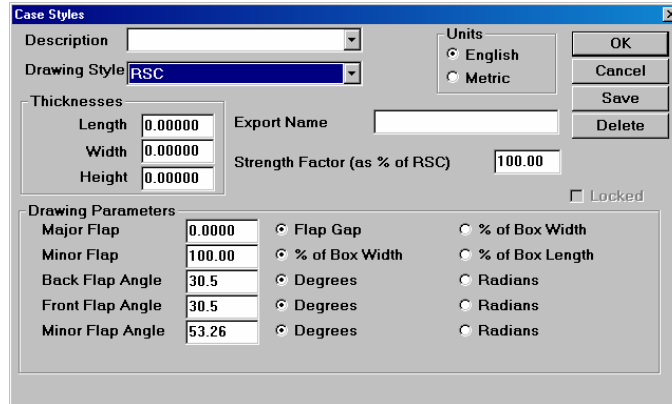 Case Styles
Description
Units
English
Metric
OK
Drawing Style RSC
Cancel
Save
Delete
Thicknesses
Length 0.00000
Width 0.00000
Height 0.00000
Export Name
Strength Factor (as % of RSC) 100.00
Locked
Drawing Parameters
Major Flap 0.0000 Flap Gap % of Box Width
Minor Flap 100.00 % of Box Width % of Box Length
Back Flap Angle 30.5 Degrees Radians
Front Flap Angle 30.5 Degrees Radians
Minor Flap Angle 53.26 Degrees Radians